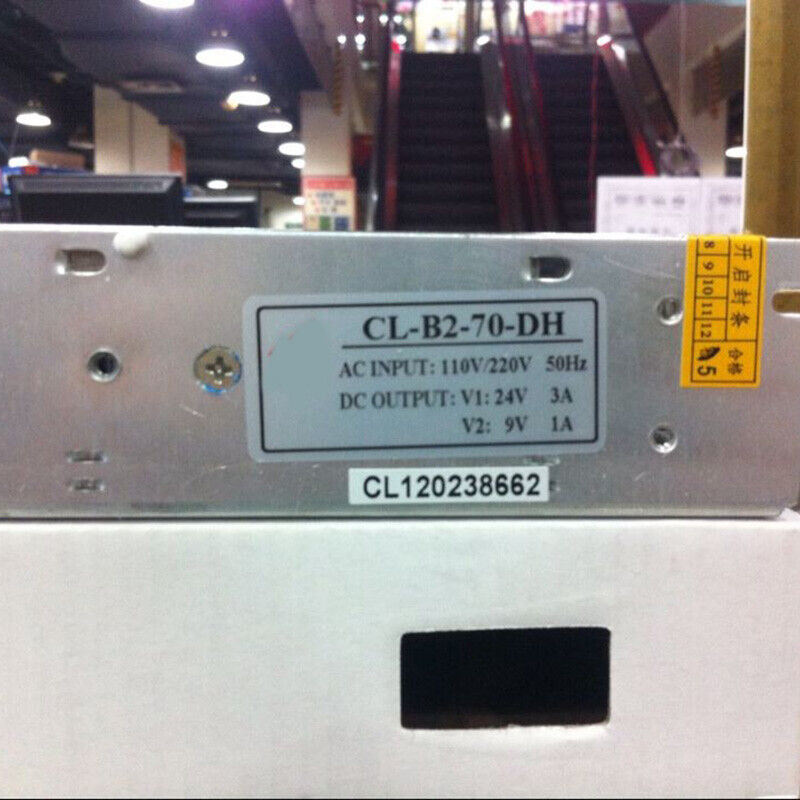 CL-B2-70-DH
AC INPUT: 110V/220V 50Hz
DC OUTPUT: V1: 24V 3A
V2: 9V 1A
CL120238662
开启封条
8 9 10 11 12
合格
5